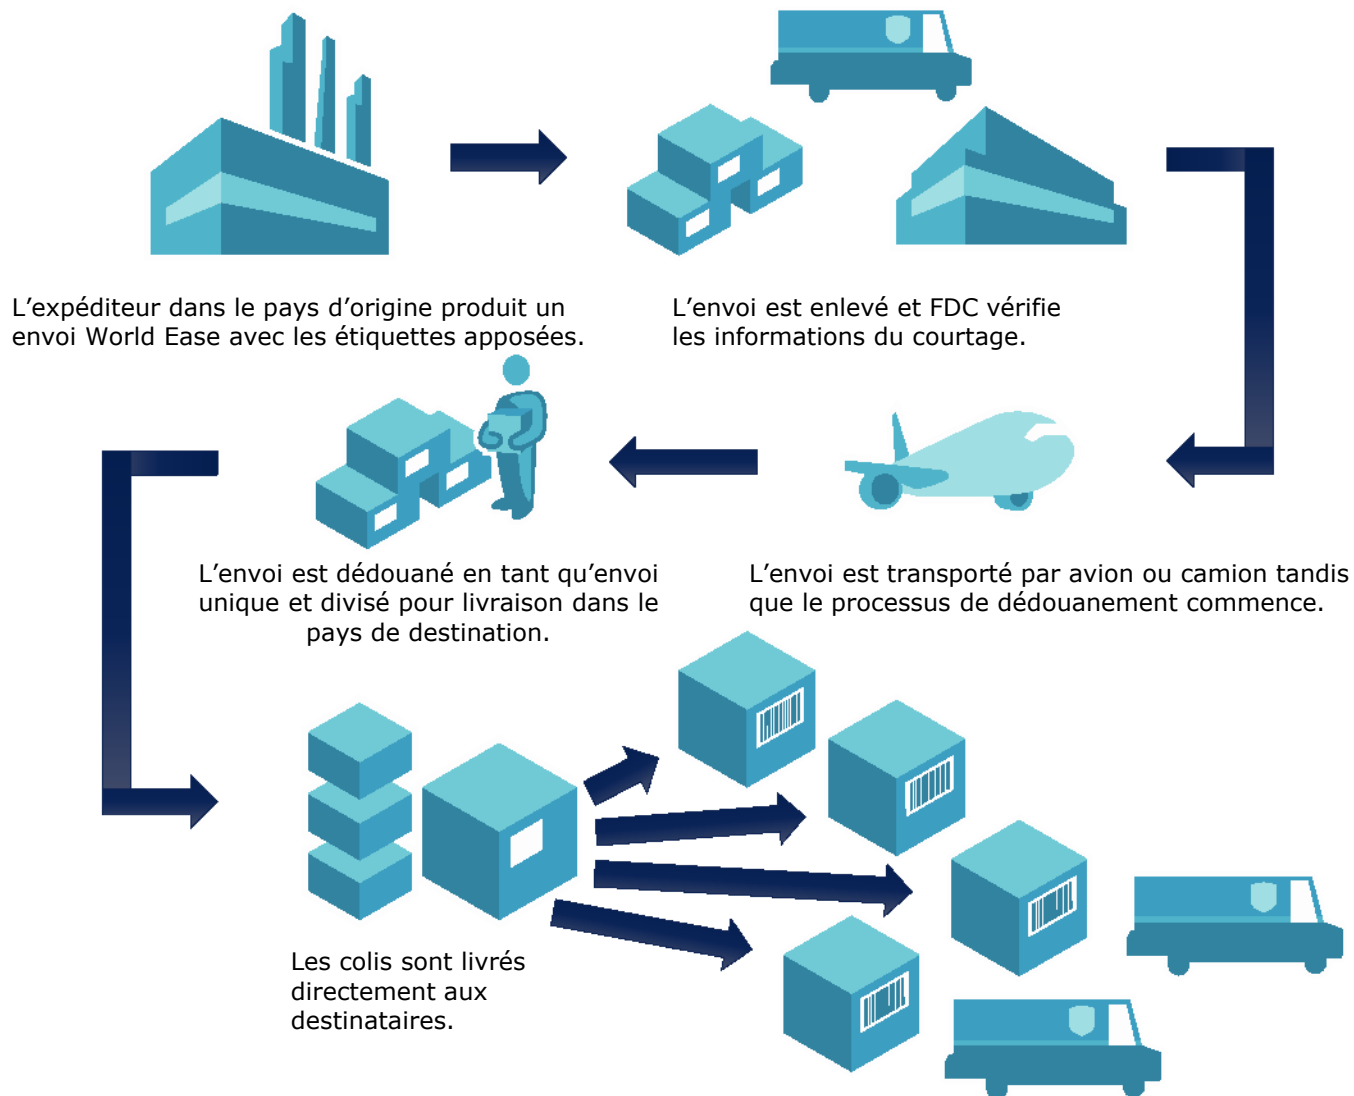 L’expéditeur dans le pays d’origine produit un
envoi World Ease avec les étiquettes apposées.
L’envoi est enlevé et FDC vérifie
les informations du courtage.
L’envoi est transporté par avion ou camion tandis
que le processus de dédouanement commence.
L’envoi est dédouané en tant qu’envoi
unique et divisé pour livraison dans le
pays de destination.
Les colis sont livrés
directement aux
destinataires.